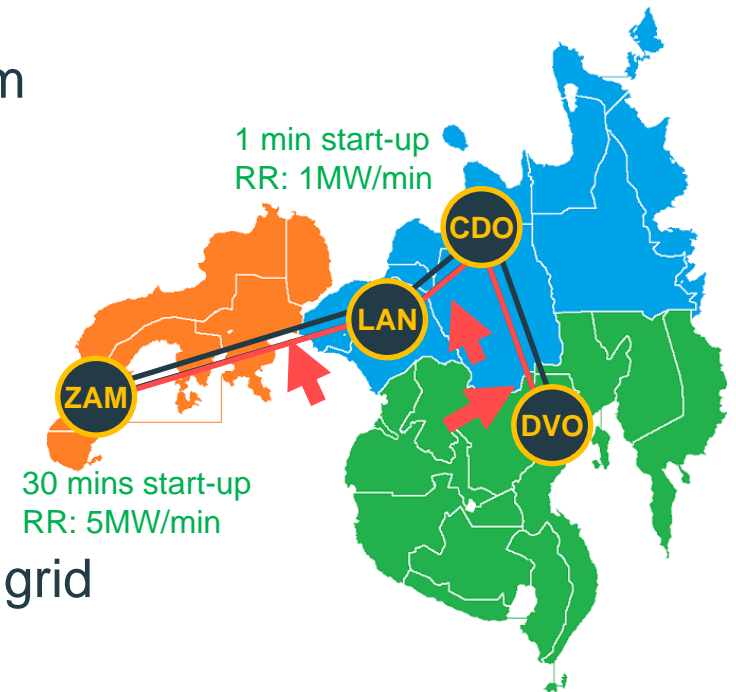 m
1 min start-up
RR: 1MW/min
CDO
LAN
ZAM
DVO
30 mins start-up
RR: 5MW/min
grid